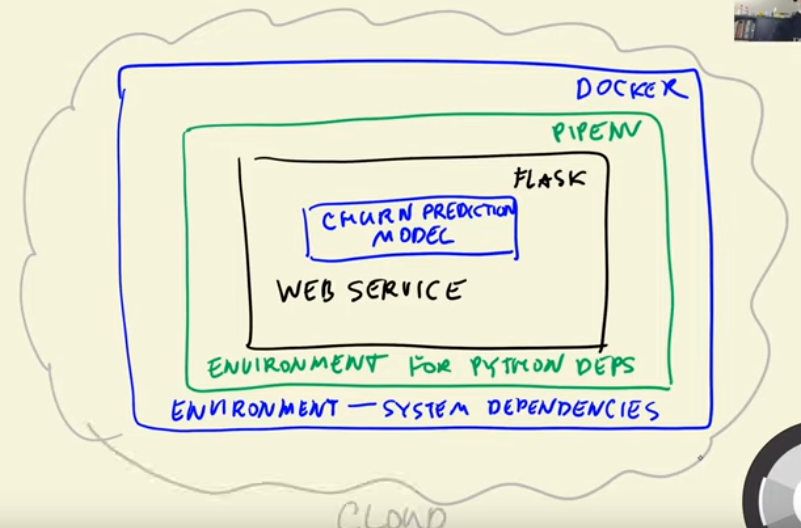 DOCKER
PIPENV
FLASK
CHURN PREDICTION
MODEL
WEB SERVICE
ENVIRONMENT FOR PYTHON DEPS
ENVIRONMENT — SYSTEM DEPENDENCIES
CLOUD